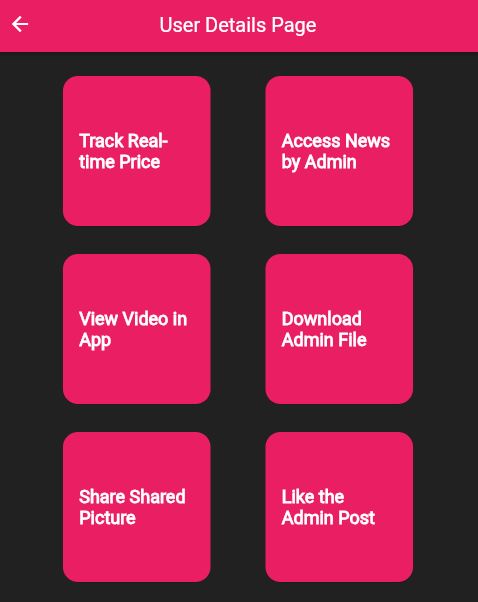 User Details Page
Track Real-
time Price
Access News
by Admin
View Video in
App
Download
Admin File
Share Shared
Picture
Like the
Admin Post